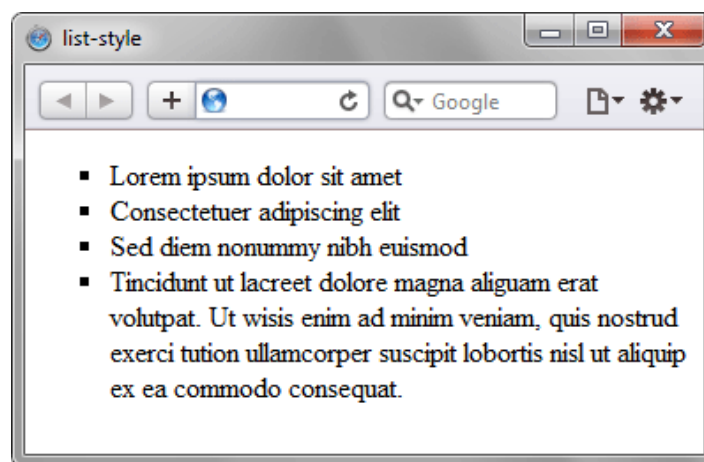 list-style
Google
Lorem ipsum dolor sit amet
Consectetuer adipiscing elit
Sed diem nonummy nibh euismod
Tincidunt ut lacreet dolore magna aliguam erat
volutpat. Ut wisis enim ad minim veniam, quis nostrud
exerci tution ullamcorper suscipit lobortis nisl ut aliquip
ex ea commodo consequat.